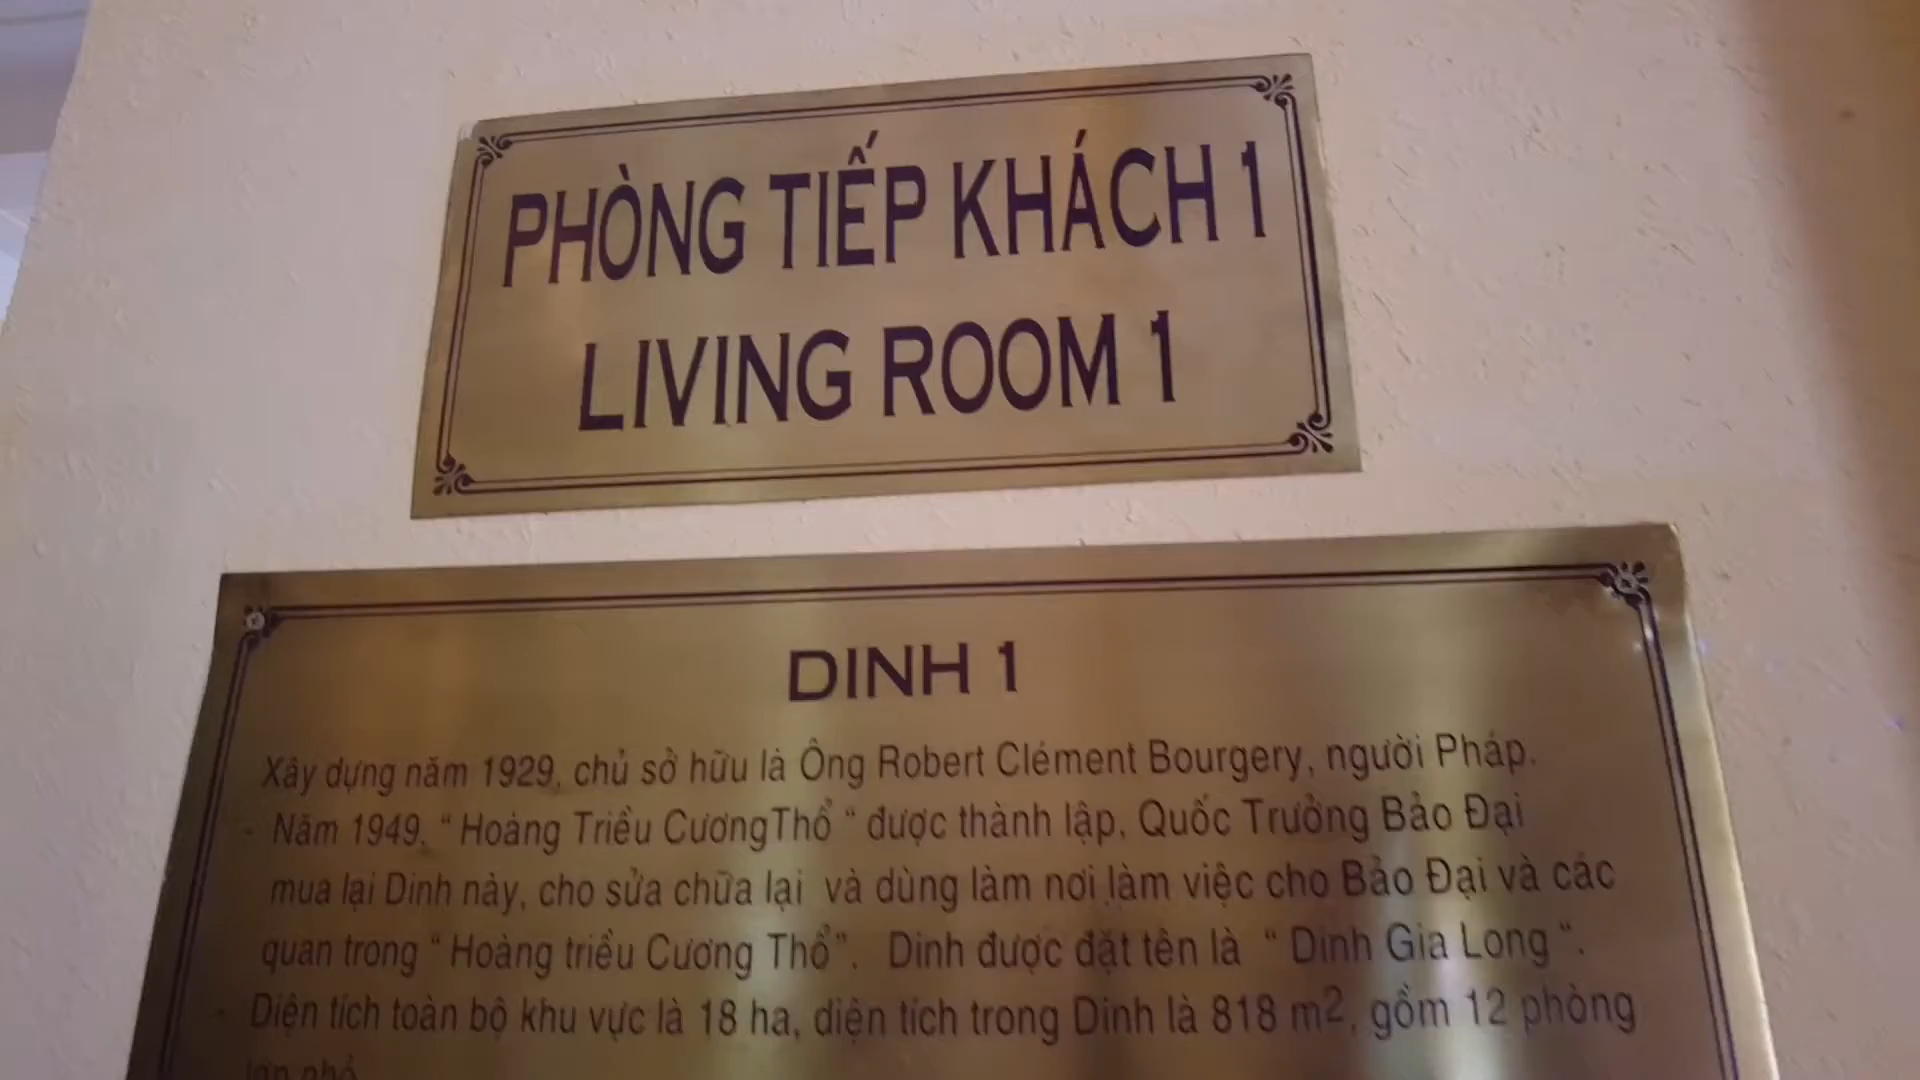 PHÒNG TIẾP KHÁCH 1
LIVING ROOM 1
DINH 1
Xây dựng năm 1929, chủ sở hữu là Ông Robert Clément Bourgery, người Pháp.
- Năm 1949, “ Hoàng Triều CươngThổ “ được thành lập, Quốc Trưởng Bảo Đại
mua lại Dinh này, cho sửa chữa lại và dùng làm nơi làm việc cho Bảo Đại và các
quan trong “ Hoàng triều Cương Thổ”. Dinh được đặt tên là “ Dinh Gia Long “.
- Diện tích toàn bộ khu vực là 18 ha, diện tích trong Dinh là 818 m2, gồm 12 phòng